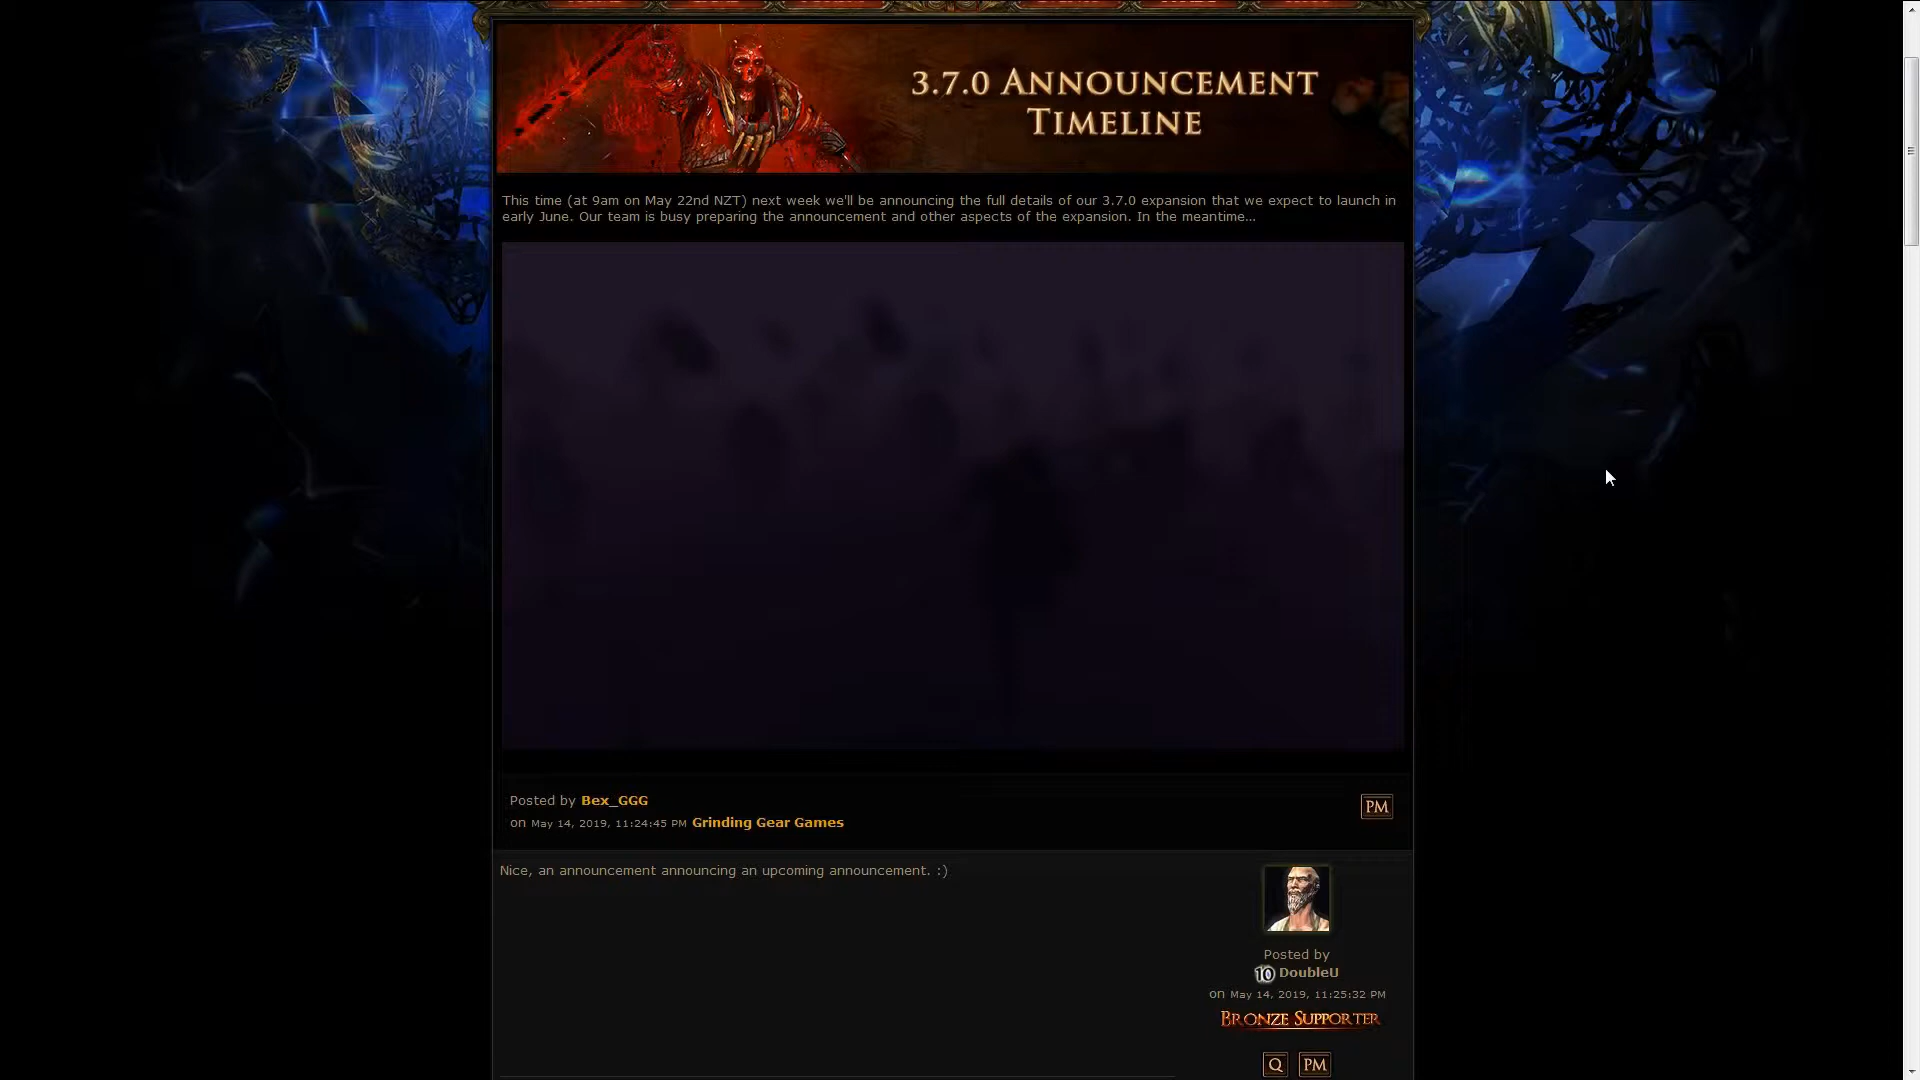 3.7.0 Announcement
Timeline
This time (at 9am on May 22nd NZT) next week we'll be announcing the full details of our 3.7.0 expansion that we expect to launch in
early June. Our team is busy preparing the announcement and other aspects of the expansion. In the meantime...
Posted by Bex_GGG
on May 14, 2019, 11:24:45 PM Grinding Gear Games
PM
Nice, an announcement announcing an upcoming announcement. :)
Posted by
10 DoubleU
on May 14, 2019, 11:25:32 PM
Bronze Supporter
Q PM